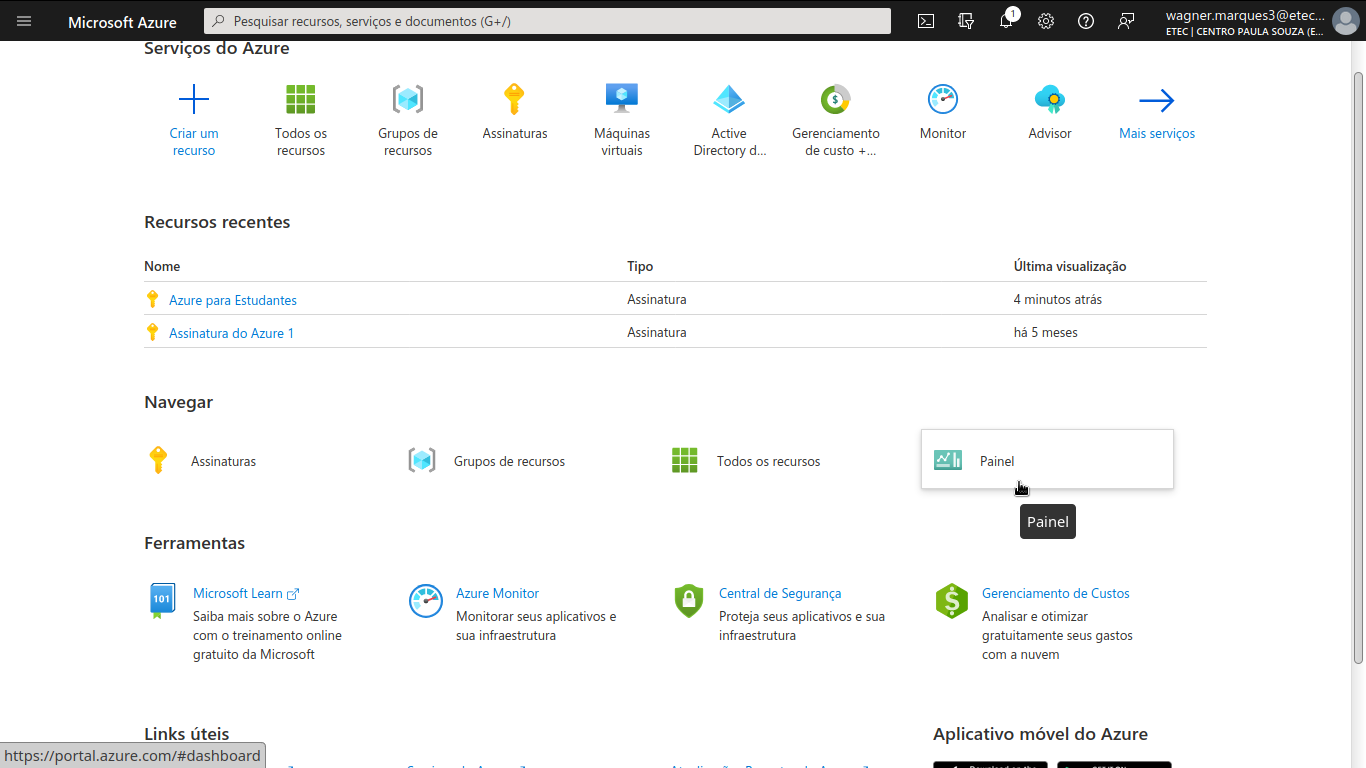 Microsoft Azure
Pesquisar recursos, serviços e documentos (G+/)
1
wagner.marques3@etec...
ETEC | CENTRO PAULA SOUZA (E...
Serviços do Azure
Criar um recurso
Todos os recursos
Grupos de recursos
Assinaturas
Máquinas virtuais
Active Directory d...
Gerenciamento de custo +...
Monitor
Advisor
Mais serviços
Recursos recentes
Nome Tipo Última visualização
Azure para Estudantes Assinatura 4 minutos atrás
Assinatura do Azure 1 Assinatura há 5 meses
Navegar
Assinaturas
Grupos de recursos
Todos os recursos
Painel
Painel
Ferramentas
101
Microsoft Learn
Saiba mais sobre o Azure
com o treinamento online
gratuito da Microsoft
Azure Monitor
Monitorar seus aplicativos e
sua infraestrutura
Central de Segurança
Proteja seus aplicativos e sua
infraestrutura
Gerenciamento de Custos
Analisar e otimizar
gratuitamente seus gastos
com a nuvem
Links úteis
Aplicativo móvel do Azure
https://portal.azure.com/#dashboard